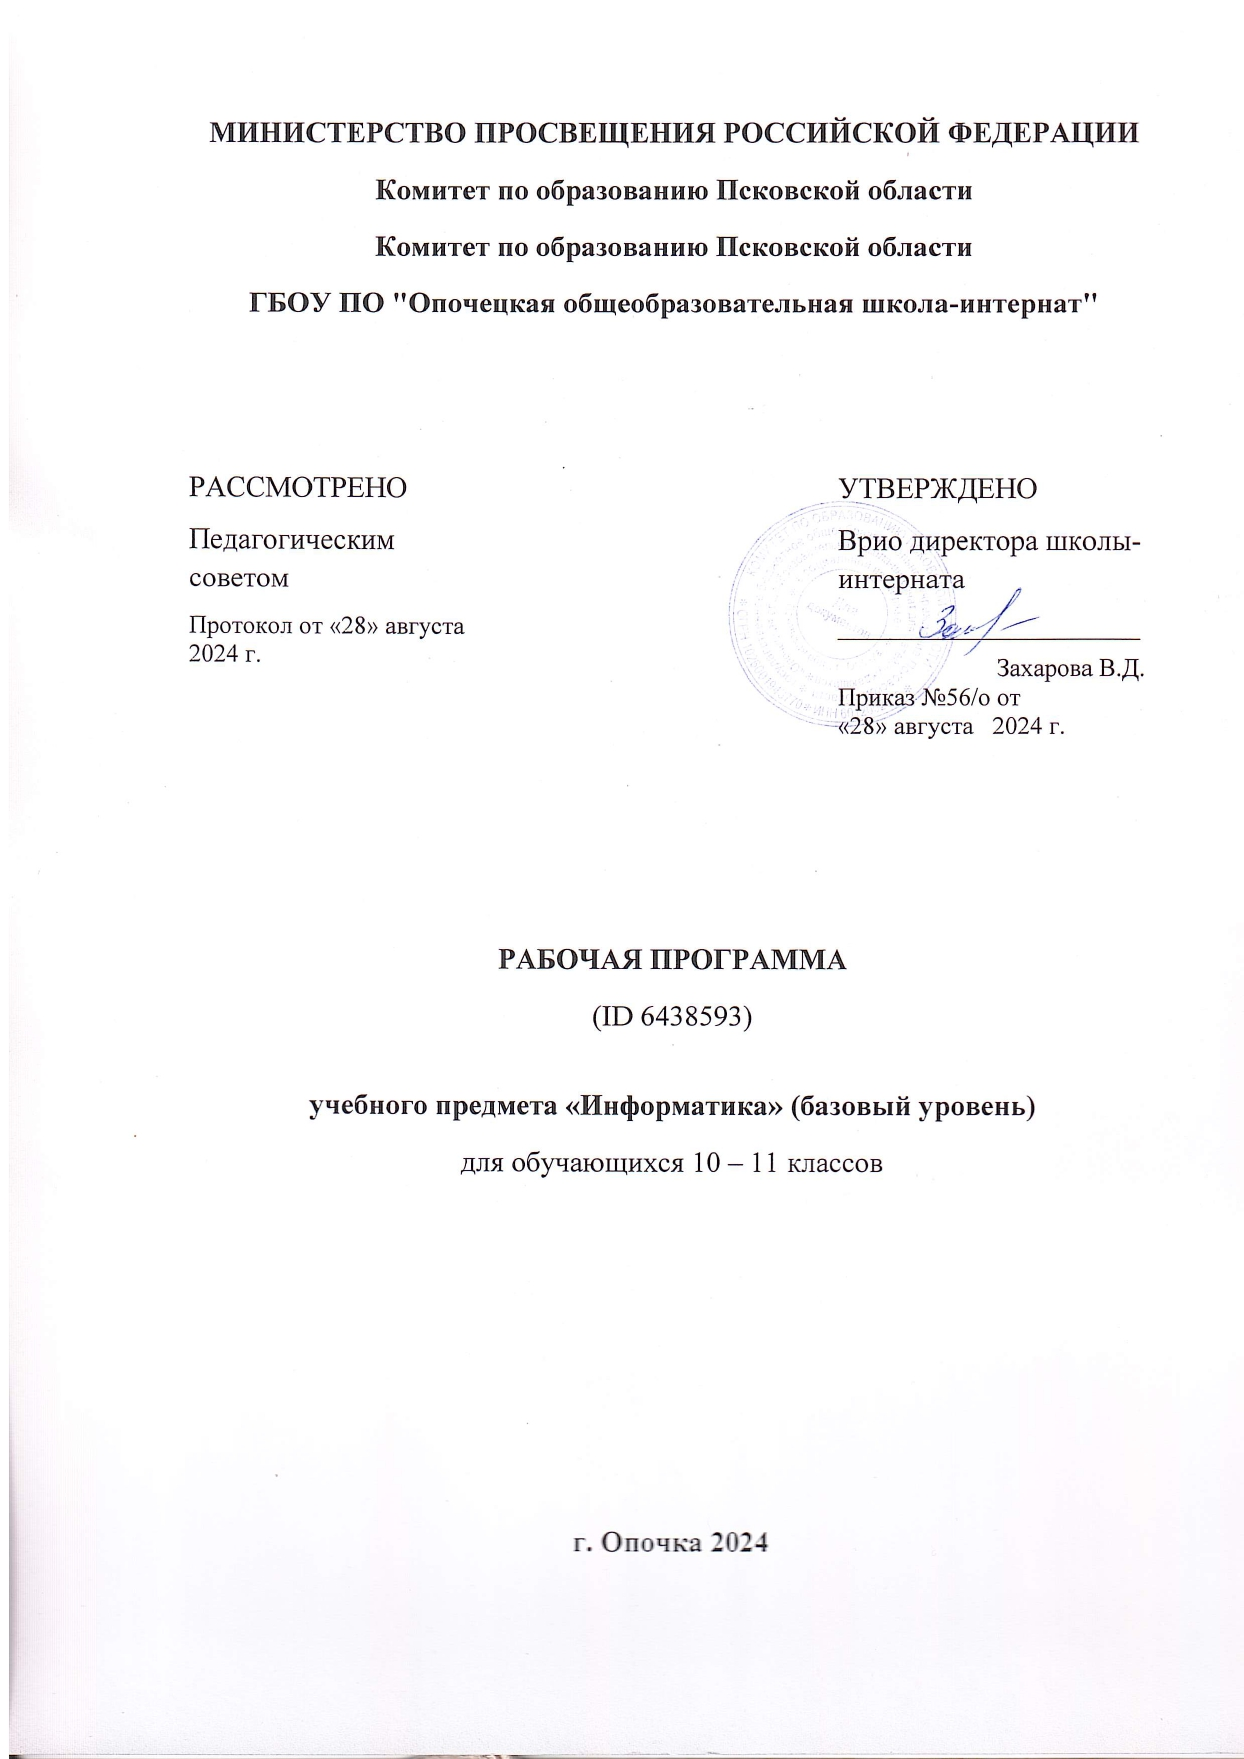 МИНИСТЕРСТВО ПРОСВЕЩЕНИЯ РОССИЙСКОЙ ФЕДЕРАЦИИ
Комитет по образованию Псковской области
Комитет по образованию Псковской области
ГБОУ ПО "Опочецкая общеобразовательная школа-интернат"
РАССМОТРЕНО
Педагогическим
советом
Протокол от «28» августа
2024 г.
УТВЕРЖДЕНО
Врио директора школы-
интерната
Захарова В.Д.
Приказ №56/о от
«28» августа 2024 г.
РАБОЧАЯ ПРОГРАММА
(ID 6438593)
учебного предмета «Информатика» (базовый уровень)
для обучающихся 10 – 11 классов
г. Опочка 2024